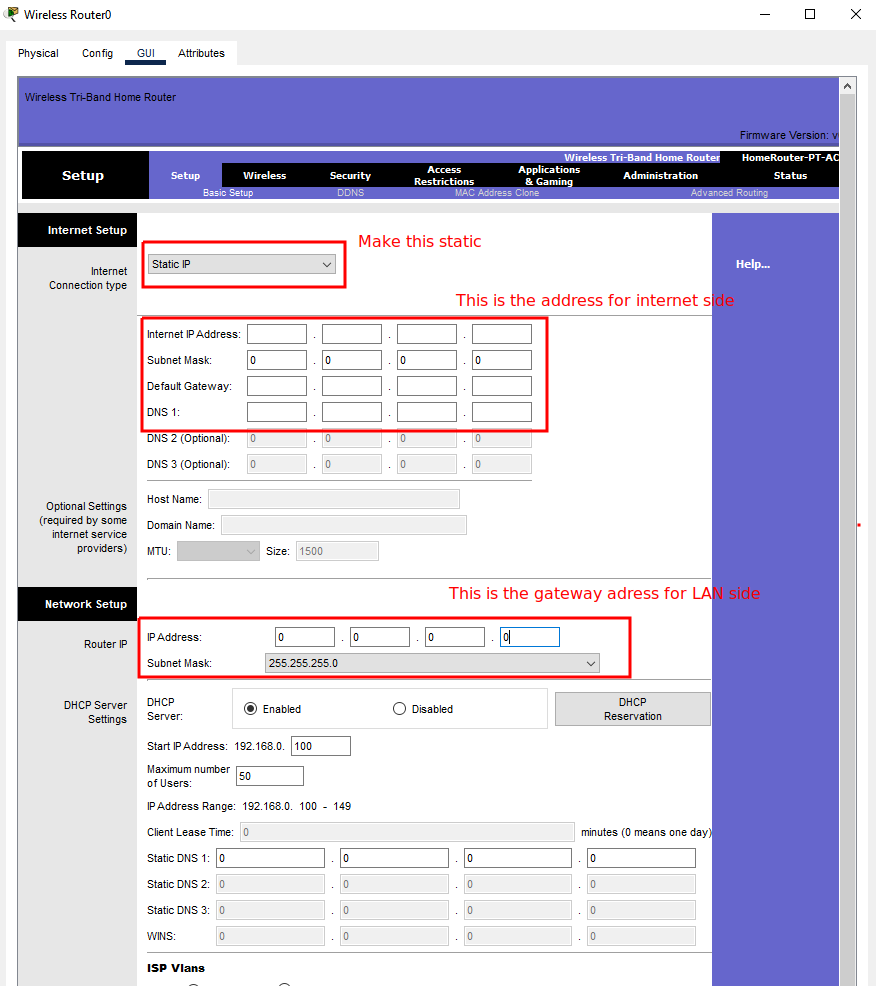 Wireless Router0
Physical Config GUI Attributes
Wireless Tri-Band Home Router
Firmware Version: v
Wireless Tri-Band Home Router HomeRouter-PT-AC
Setup
Setup Wireless Security Access Restrictions Applications & Gaming Administration Status
Basic Setup DDNS MAC Address Clone Advanced Routing
Internet Setup
Make this static
Internet Connection type
Static IP
Help...
This is the address for internet side
Internet IP Address: . . .
Subnet Mask: 0 . 0 . 0 . 0
Default Gateway: . . .
DNS 1: . . .
DNS 2 (Optional): 0 . 0 . 0 . 0
DNS 3 (Optional): 0 . 0 . 0 . 0
Optional Settings
(required by some
internet service
providers)
Host Name:
Domain Name:
MTU: Size: 1500
This is the gateway adress for LAN side
Network Setup
Router IP
IP Address: 0 . 0 . 0 . 0
Subnet Mask: 255.255.255.0
DHCP Server
Settings
DHCP
Server: Enabled Disabled
DHCP
Reservation
Start IP Address: 192.168.0. 100
Maximum number
of Users: 50
IP Address Range: 192.168.0. 100 - 149
Client Lease Time: 0 minutes (0 means one day)
Static DNS 1: 0 . 0 . 0 . 0
Static DNS 2: 0 . 0 . 0 . 0
Static DNS 3: 0 . 0 . 0 . 0
WINS: 0 . 0 . 0 . 0
ISP Vlans